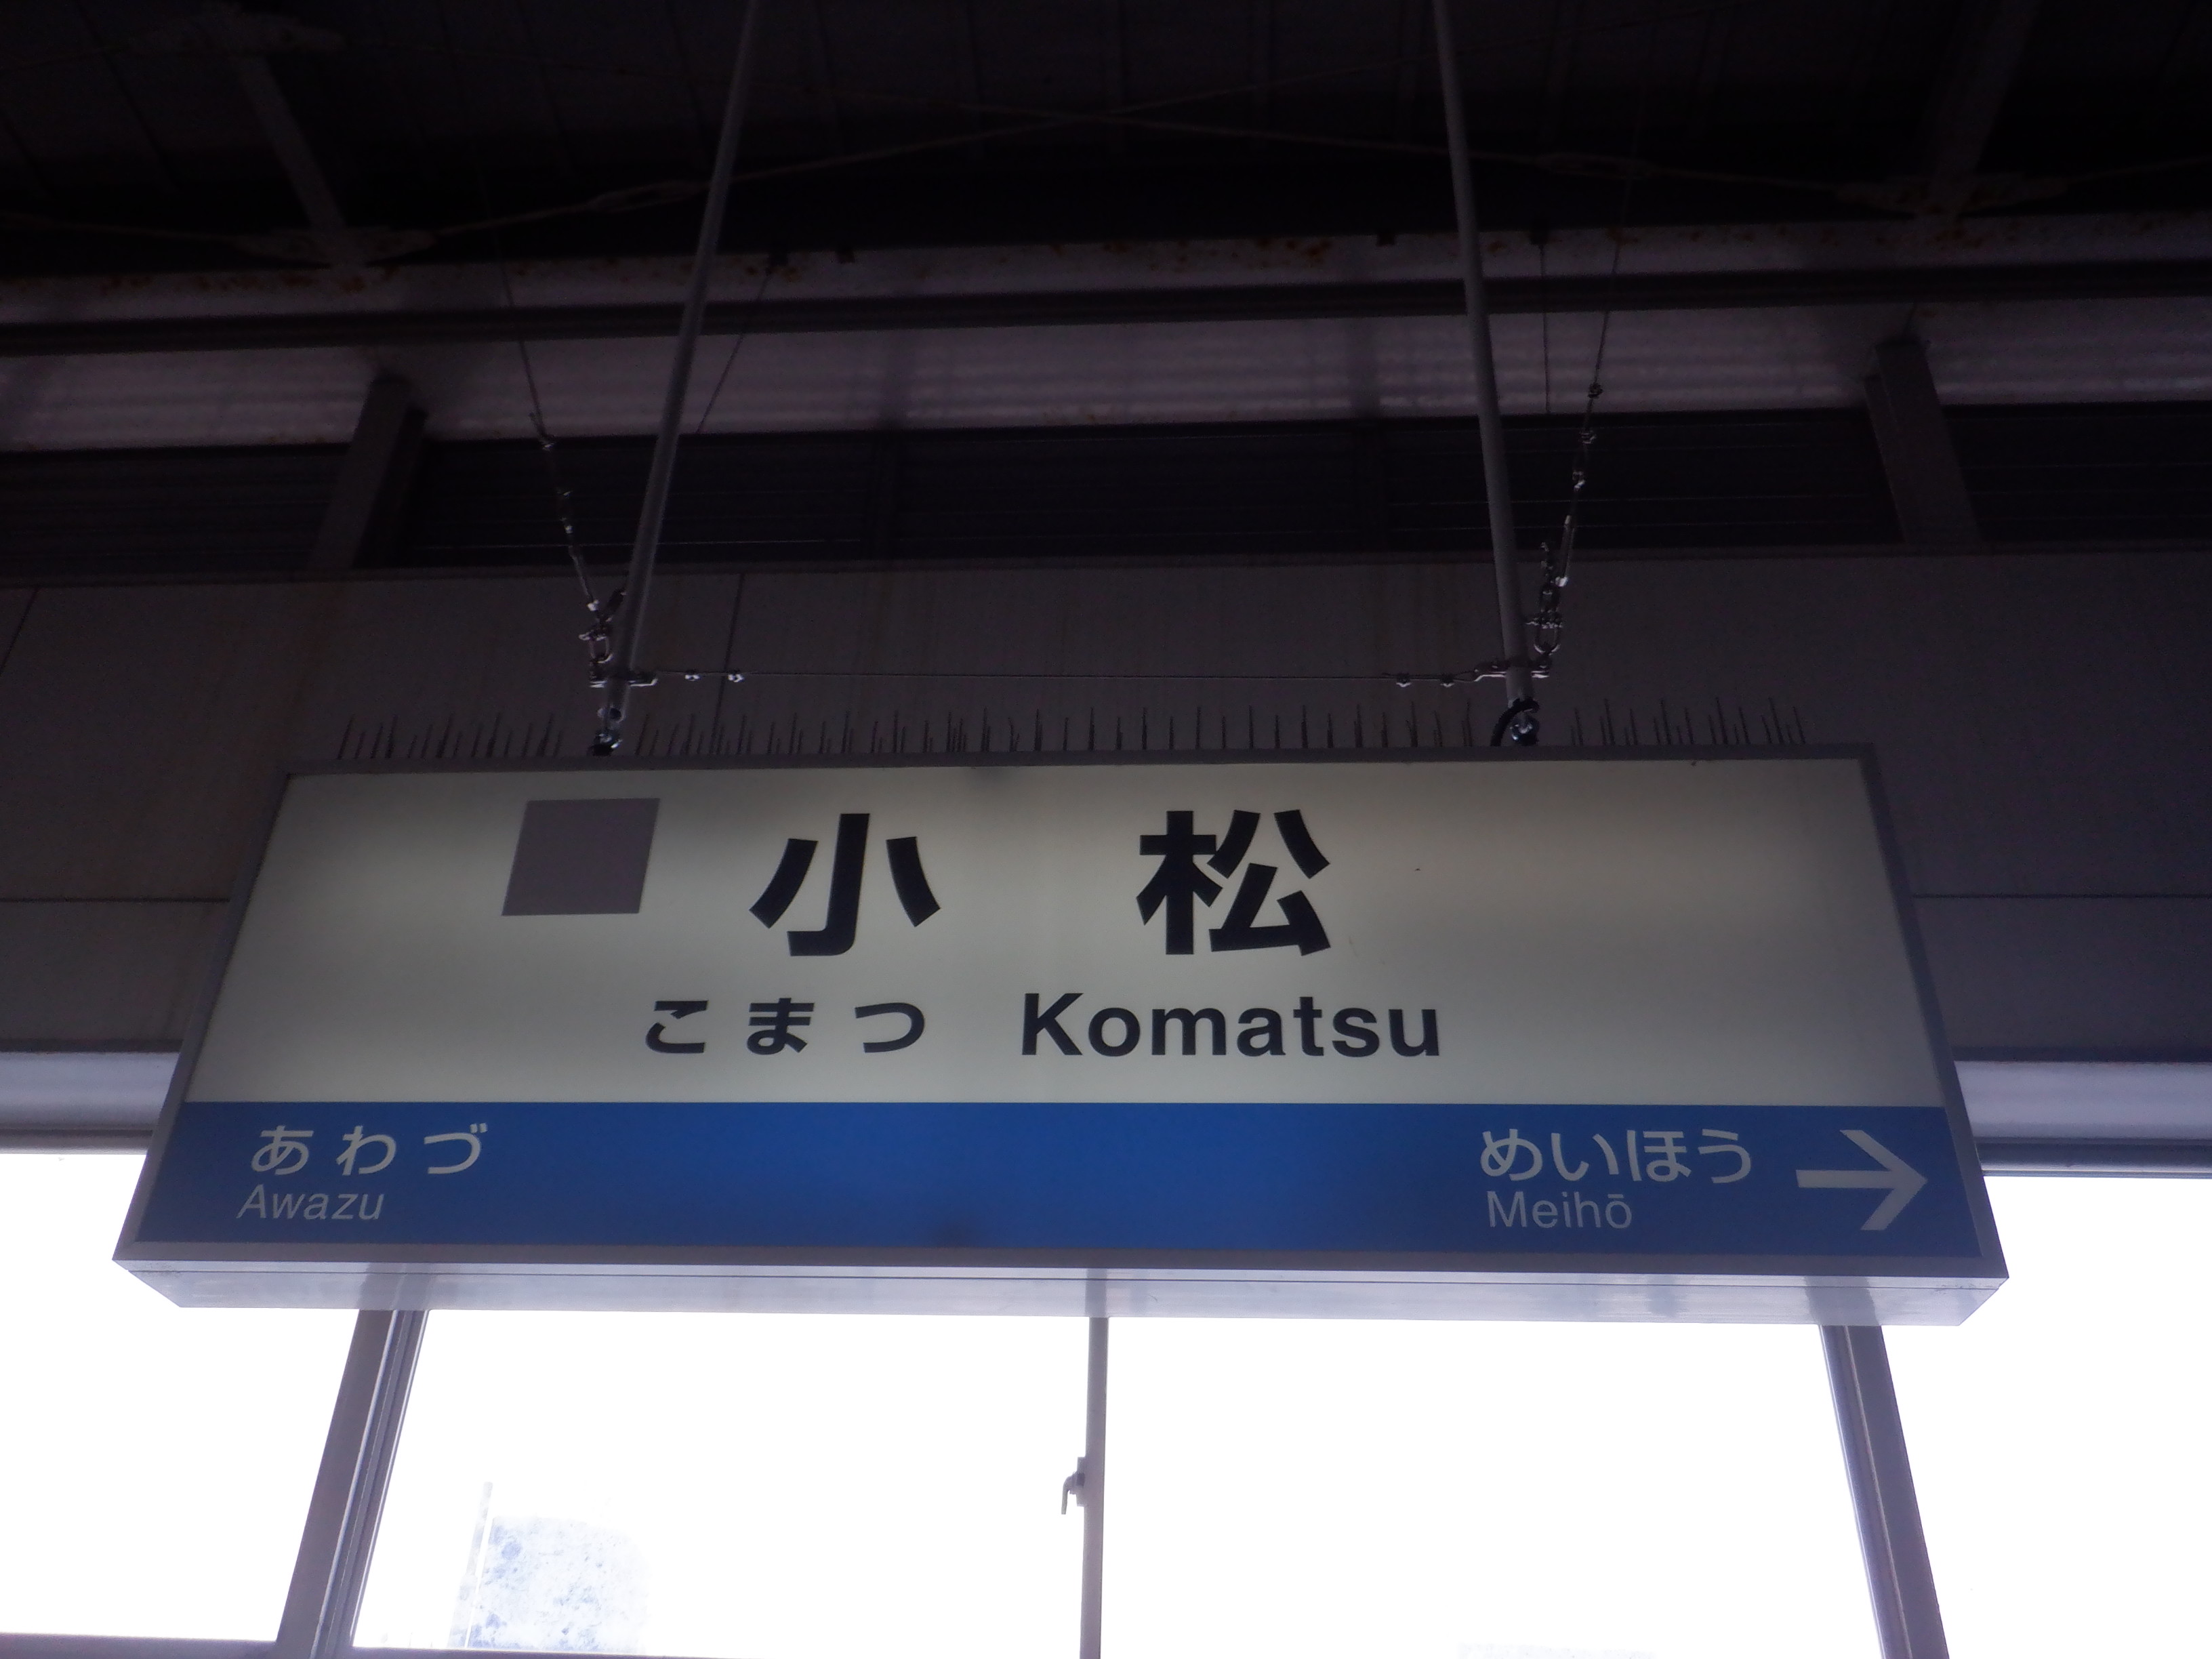 小松
こまつ Komatsu
あわづ めいほう →
Awazu Meihō